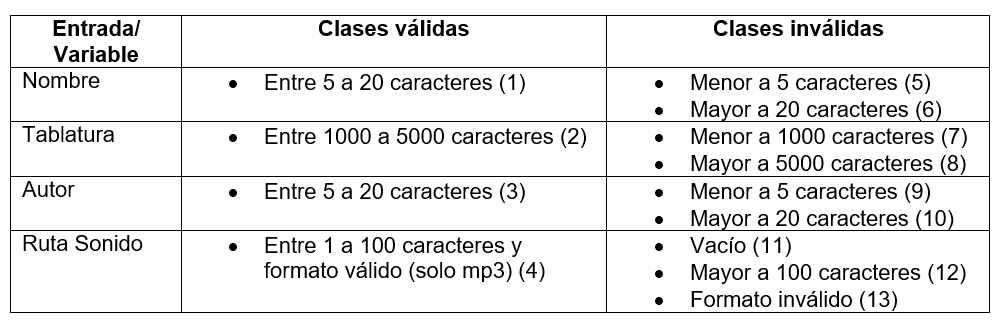 Entrada/
Variable
Clases válidas
Clases inválidas
Nombre
• Entre 5 a 20 caracteres (1)
• Menor a 5 caracteres (5)
• Mayor a 20 caracteres (6)
Tablatura
• Entre 1000 a 5000 caracteres (2)
• Menor a 1000 caracteres (7)
• Mayor a 5000 caracteres (8)
Autor
• Entre 5 a 20 caracteres (3)
• Menor a 5 caracteres (9)
• Mayor a 20 caracteres (10)
Ruta Sonido
• Entre 1 a 100 caracteres y
formato válido (solo mp3) (4)
• Vacío (11)
• Mayor a 100 caracteres (12)
• Formato inválido (13)